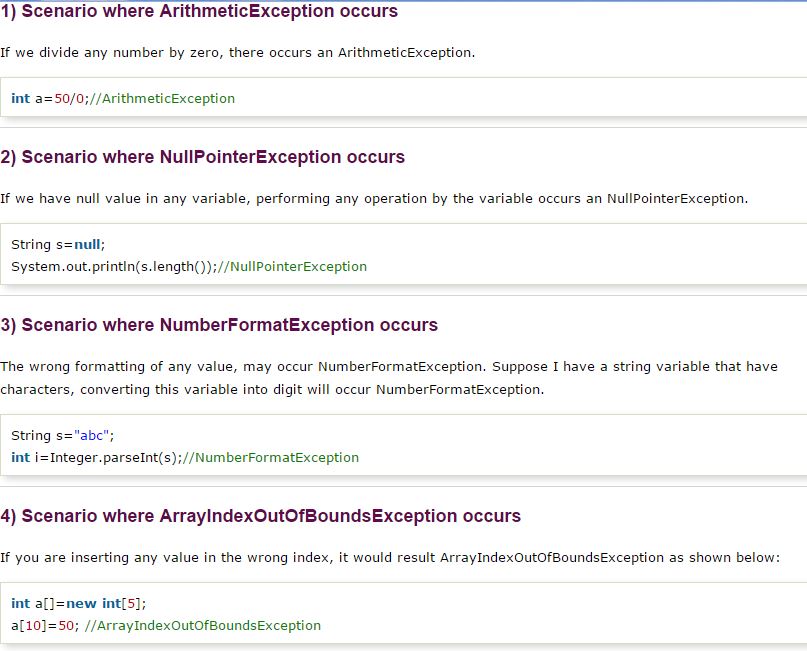 1) Scenario where ArithmeticException occurs
If we divide any number by zero, there occurs an ArithmeticException.
int a=50/0;//ArithmeticException
2) Scenario where NullPointerException occurs
If we have null value in any variable, performing any operation by the variable occurs an NullPointerException.
String s=null;
System.out.println(s.length());//NullPointerException
3) Scenario where NumberFormatException occurs
The wrong formatting of any value, may occur NumberFormatException. Suppose I have a string variable that have
characters, converting this variable into digit will occur NumberFormatException.
String s="abc";
int i=Integer.parseInt(s);//NumberFormatException
4) Scenario where ArrayIndexOutOfBoundsException occurs
If you are inserting any value in the wrong index, it would result ArrayIndexOutOfBoundsException as shown below:
int a[]=new int[5];
a[10]=50; //ArrayIndexOutOfBoundsException